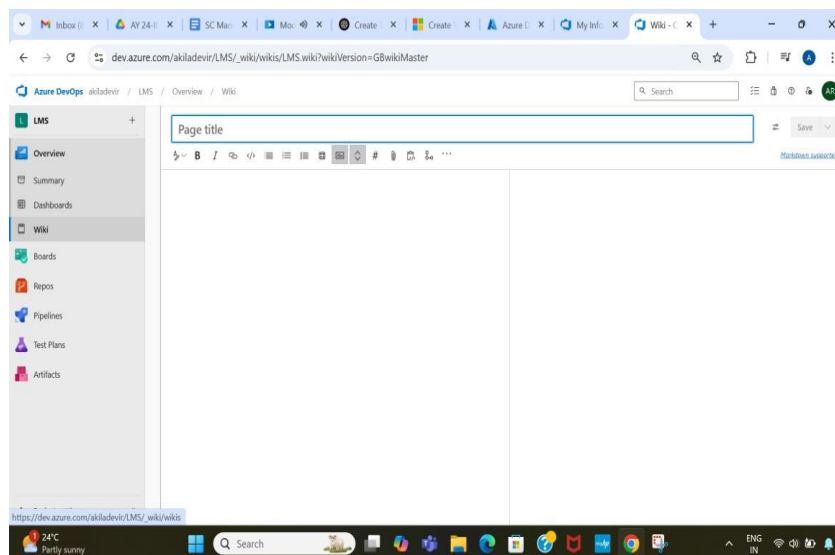 Inbox (
AY 24-
SC Man
Moc
Create
Create
Azure D
My Info
Wiki - C
dev.azure.com/akiladevir/LMS/_wiki/wikis/LMS.wiki?wikiVersion=GBwikiMaster
A
Azure DevOps akiladevir / LMS / Overview / Wiki
Search
AR
L LMS +
Page title
Save
Overview
B I </> #
Markdown supported
Summary
Dashboards
Wiki
Boards
Repos
Pipelines
Test Plans
Artifacts
https://dev.azure.com/akiladevir/LMS/_wiki/wikis
1
24°C
Partly sunny
Search
ENG
IN